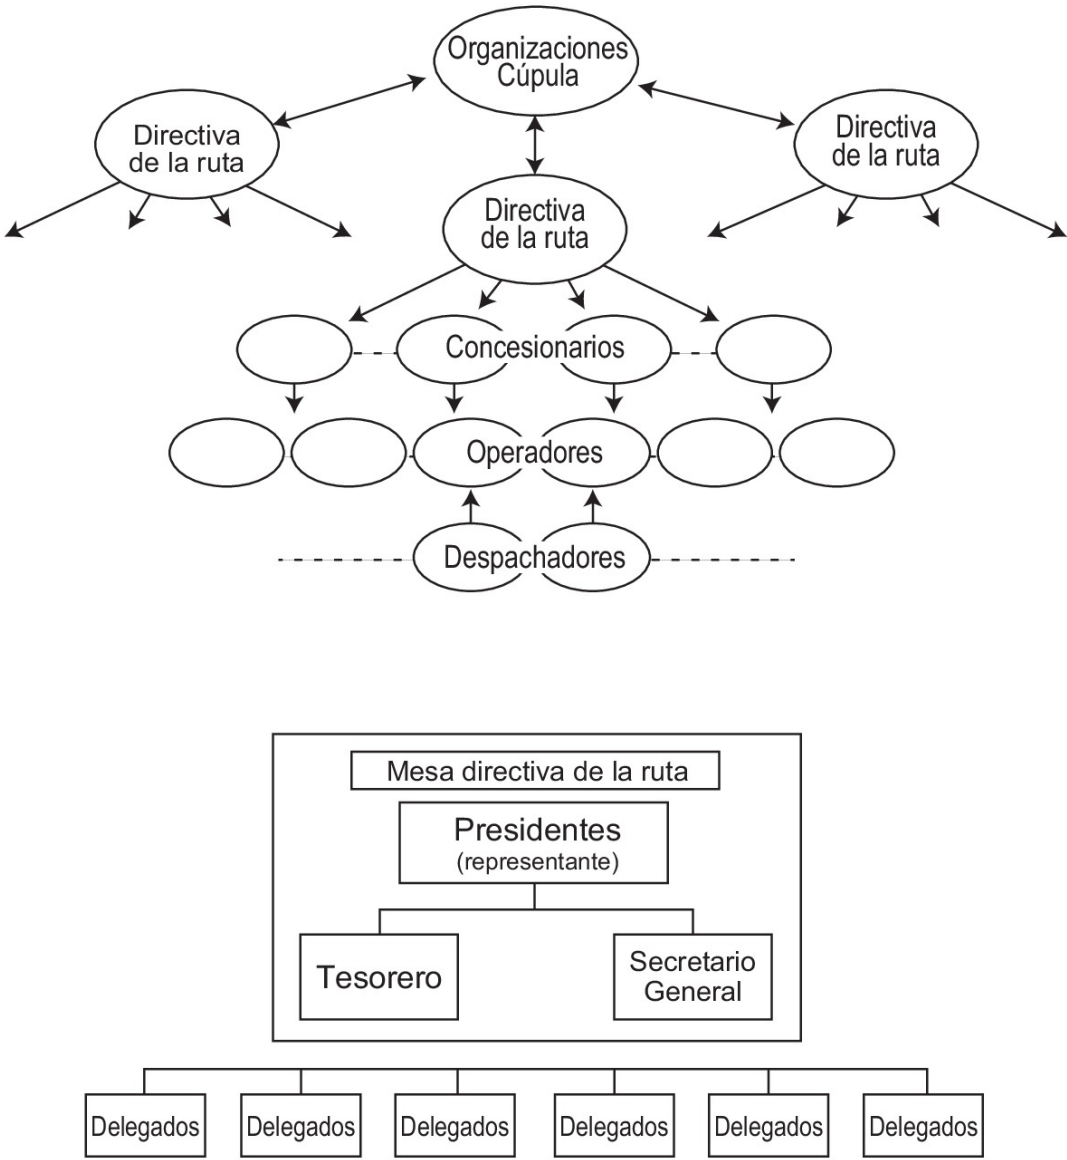 Organizaciones
Cúpula
Directiva
de la ruta
Directiva
de la ruta
Directiva
de la ruta
Concesionarios
Operadores
Despachadores
Mesa directiva de la ruta
Presidentes
(representante)
Tesorero
Secretario
General
Delegados
Delegados
Delegados
Delegados
Delegados
Delegados